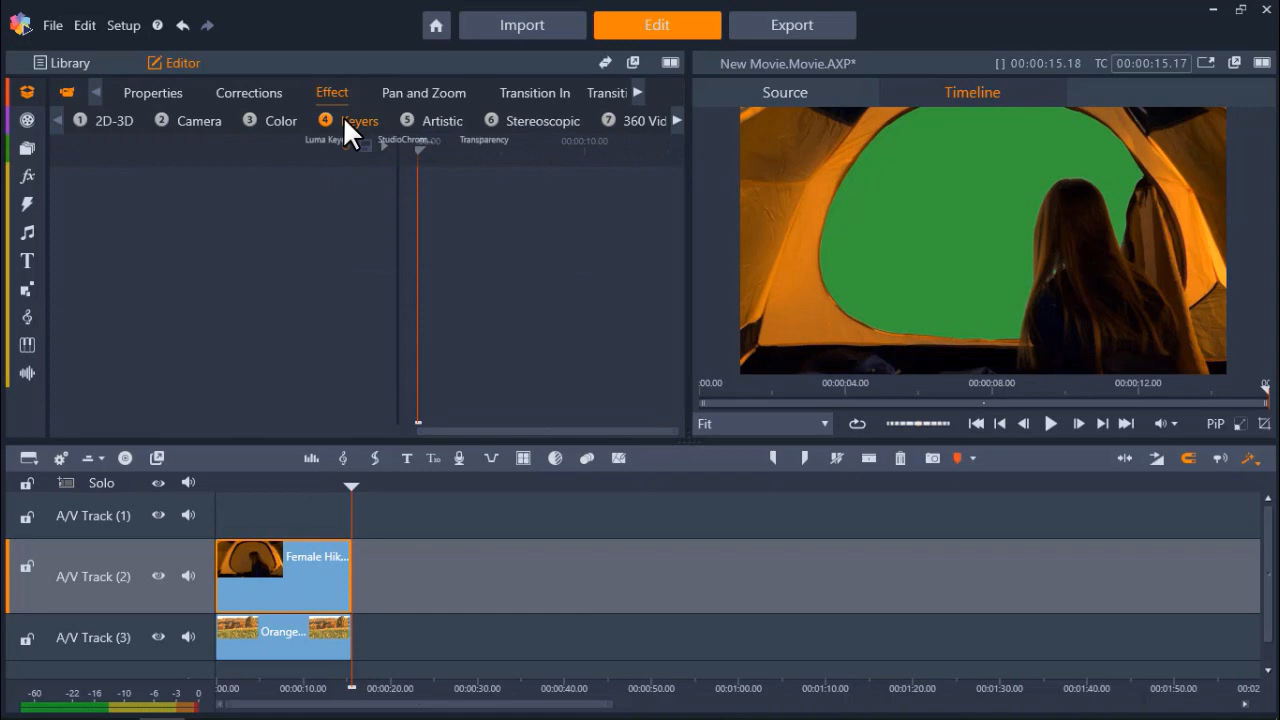 File Edit Setup Import Edit Export
Library Editor New Movie.Movie.AXP* [] 00:00:15.18 TC 00:00:15.17
Properties Corrections Effect Pan and Zoom Transition In Transiti Source Timeline
1 2D-3D 2 Camera 3 Color 4 Keyers 5 Artistic 6 Stereoscopic 7 360 Vid
Luma Key StudioChrom... Transparency
:00 00:00:10.00
:00.00 00:00:04.00 00:00:08.00 00:00:12.00 00
Fit PiP
Solo
A/V Track (1)
Female Hik...
A/V Track (2)
A/V Track (3) Orange...
:00.00 00:00:10.00 00:00:20.00 00:00:30.00 00:00:40.00 00:00:50.00 00:01:00.00 00:01:10.00 00:01:20.00 00:01:30.00 00:01:40.00 00:01:50.00 00:02
-60 -22 -16 -10 -6 -3 0